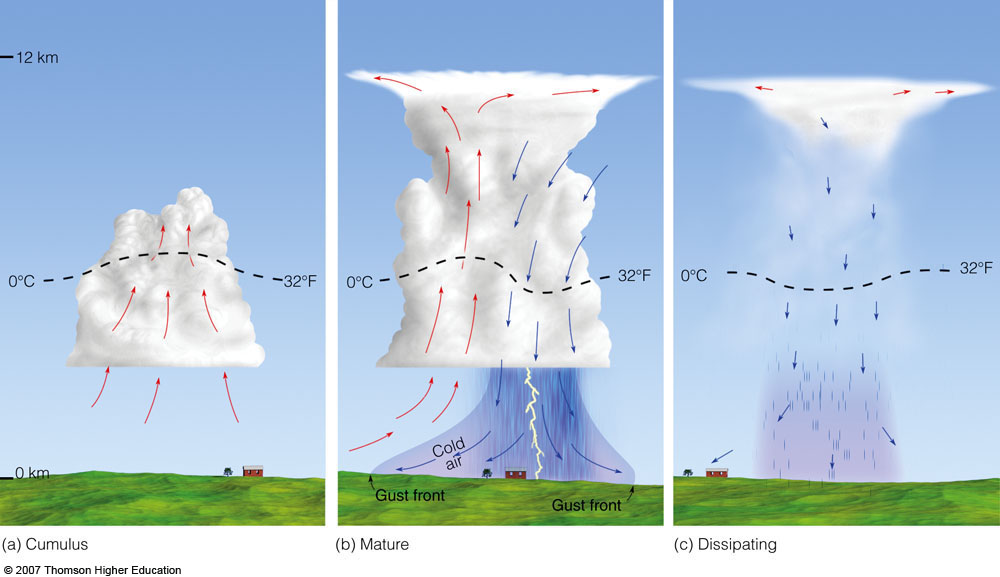 12 km
0°C
32°F
0 km
(a) Cumulus
0°C
32°F
Cold
air
Gust front
Gust front
(b) Mature
0°C
32°F
(c) Dissipating
© 2007 Thomson Higher Education